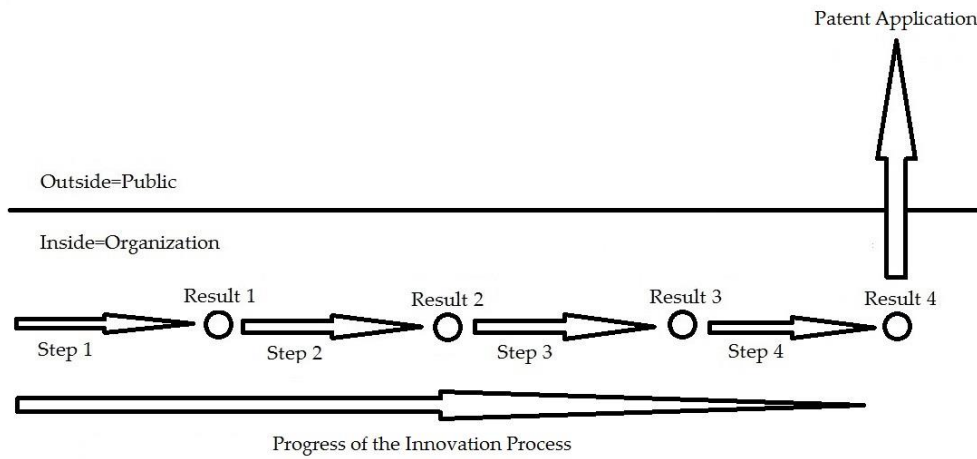 Patent Application
Outside=Public
Inside=Organization
Result 1
Result 2
Result 3
Result 4
Step 1
Step 2
Step 3
Step 4
Progress of the Innovation Process